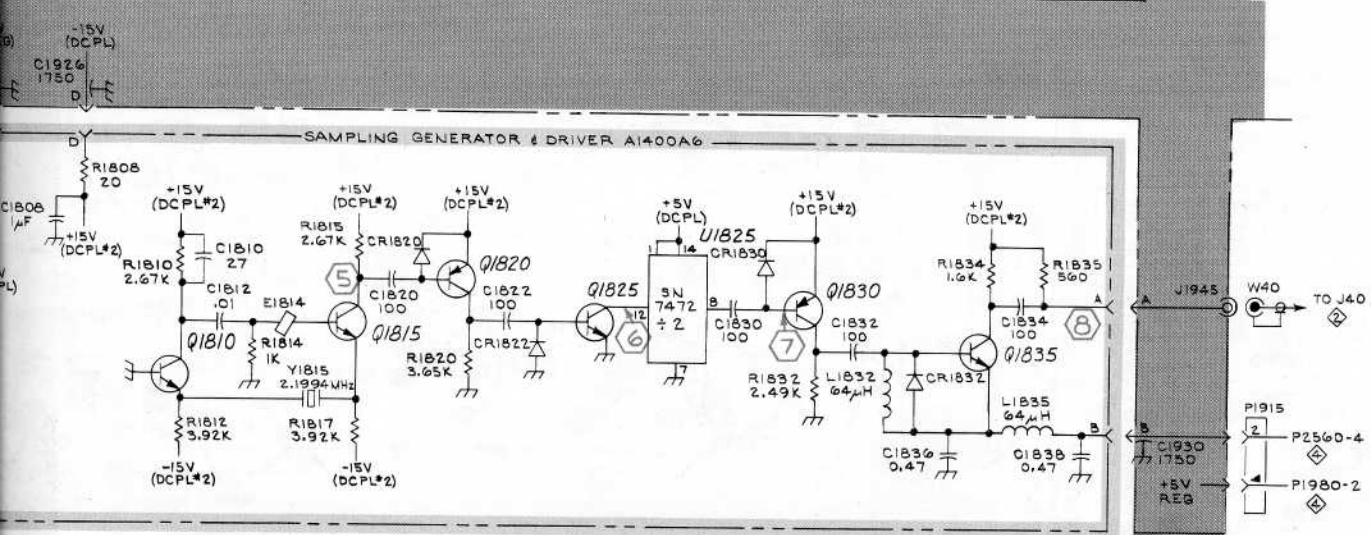 -15V
(DCPL)
C1926
1750
D
D
SAMPLING GENERATOR & DRIVER A1400A6
R1808
20
C1808
1µF
+15V
(DCPL#2)
+15V
(DCPL#2)
R1810
2.67K
C1810
27
C1812
.01
E1814
Q1810
R1814
1K
Y1815
2.1994MHz
R1812
3.92K
-15V
(DCPL#2)
R1817
3.92K
-15V
(DCPL#2)
+15V
(DCPL#2)
R1815
2.67K
CR1820
5
Q1815
C1820
100
+15V
(DCPL#2)
Q1820
C1822
100
R1820
3.65K
CR1822
Q1825
12
6
+5V
(DCPL)
U1825
1
14
SN
7472
÷ 2
8
7
CR1830
C1830
100
+15V
(DCPL#2)
Q1830
7
C1832
100
R1832
2.49K
L1832
64µH
CR1832
+15V
(DCPL#2)
R1834
1.6K
R1835
560
C1834
100
Q1835
8
A
A
L1835
64µH
C1836
0.47
C1838
0.47
B
B
C1930
1750
J1945
W40
TO J40
2
P1915
2
P2560-4
4
+5V
REG
P1980-2
4